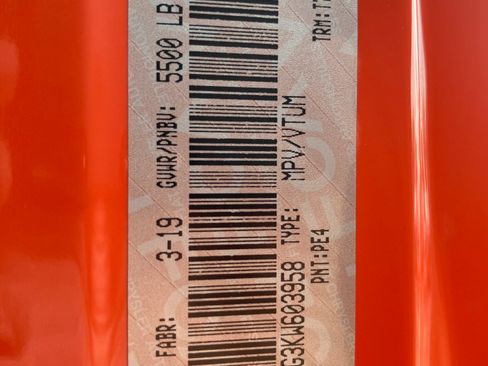 FABR: 3-19 GVWR/PNBV: 5500 LB
G3KW603958 TYPE: MPV/VTUM
PNT:PE4 TRM:T